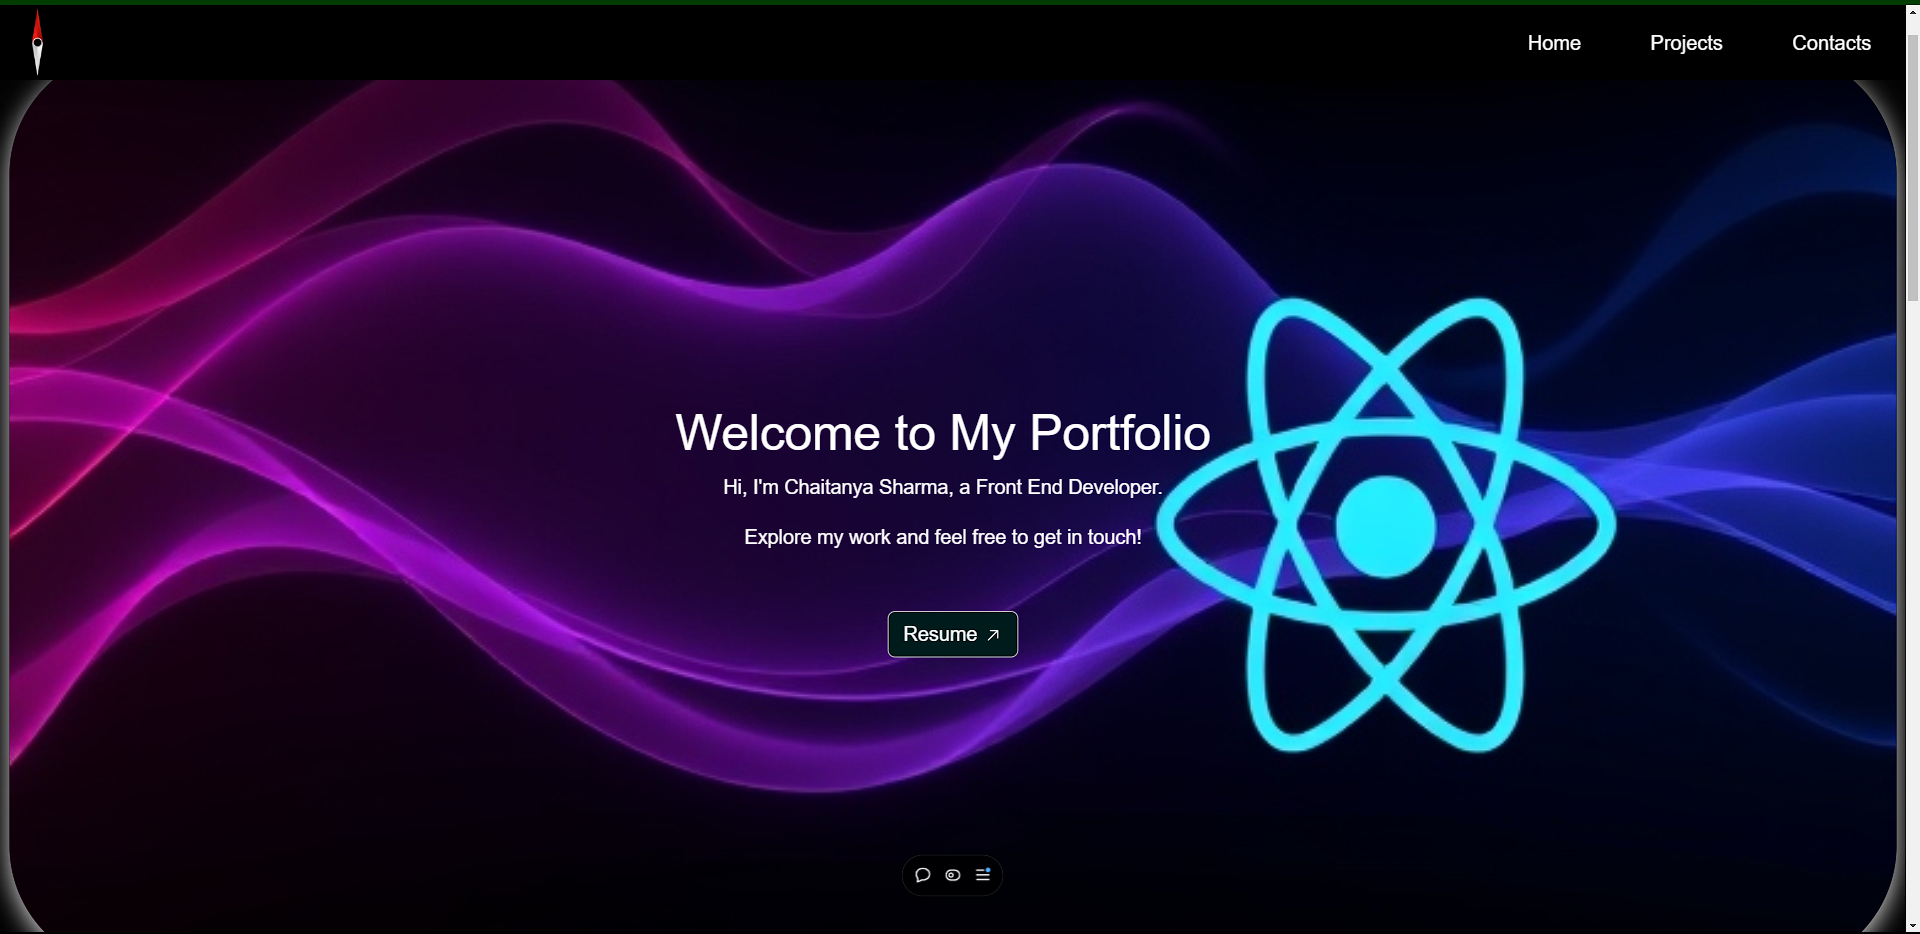 Home
Projects
Contacts
Welcome to My Portfolio
Hi, I'm Chaitanya Sharma, a Front End Developer.
Explore my work and feel free to get in touch!
Resume